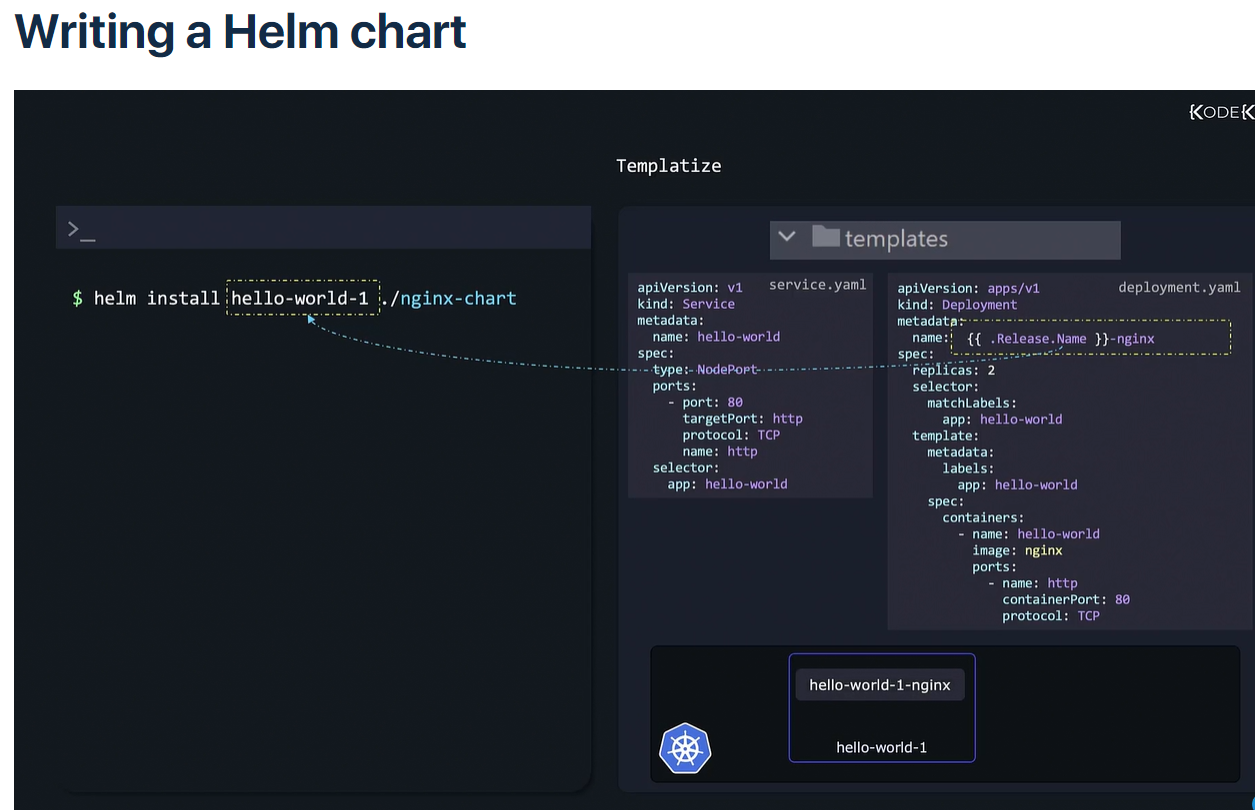 Writing a Helm chart
{KODE{K
Templatize
>_
$ helm install hello-world-1 ./nginx-chart
templates
service.yaml
apiVersion: v1
kind: Service
metadata:
  name: hello-world
spec:
  type: NodePort
  ports:
    - port: 80
      targetPort: http
      protocol: TCP
      name: http
  selector:
    app: hello-world
deployment.yaml
apiVersion: apps/v1
kind: Deployment
metadata:
  name: {{ .Release.Name }}-nginx
spec:
  replicas: 2
  selector:
    matchLabels:
      app: hello-world
  template:
    metadata:
      labels:
        app: hello-world
    spec:
      containers:
        - name: hello-world
          image: nginx
          ports:
            - name: http
              containerPort: 80
              protocol: TCP
hello-world-1-nginx
hello-world-1